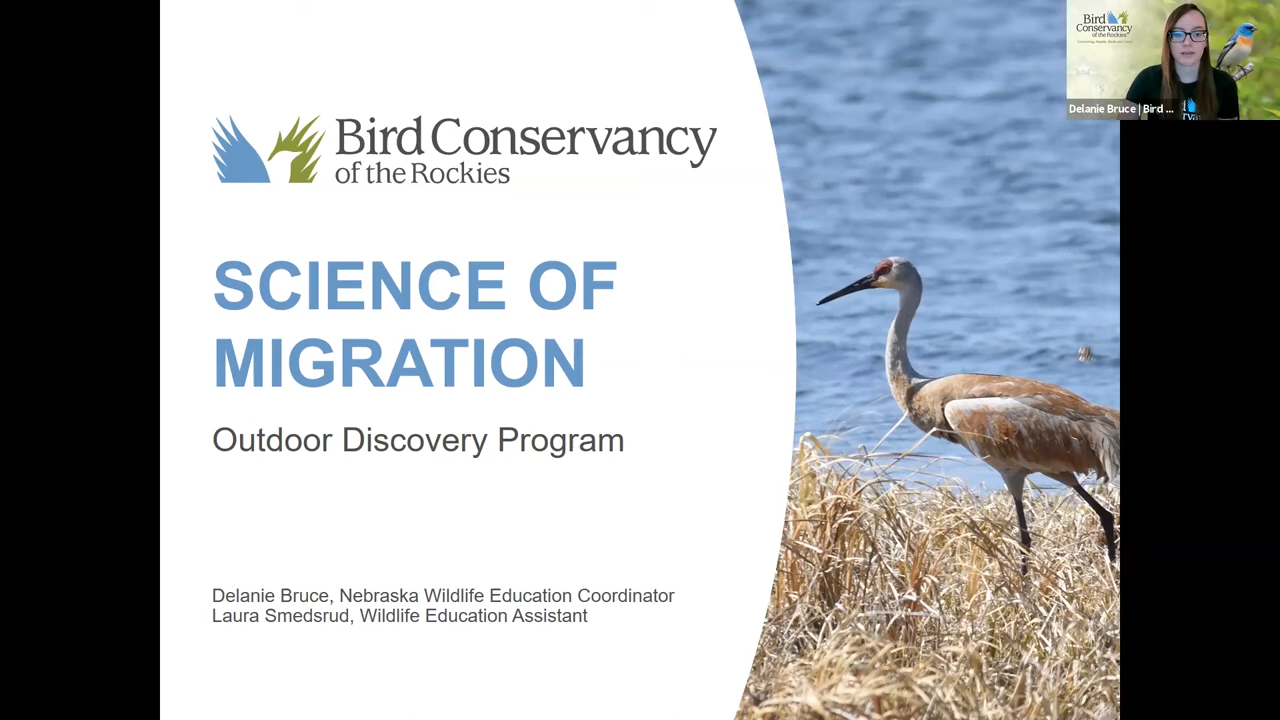 Bird Conservancy
of the Rockies
SCIENCE OF
MIGRATION
Outdoor Discovery Program
Delanie Bruce, Nebraska Wildlife Education Coordinator
Laura Smedsrud, Wildlife Education Assistant
Bird
Conservancy
of the Rockies
Delanie Bruce | Bird ...